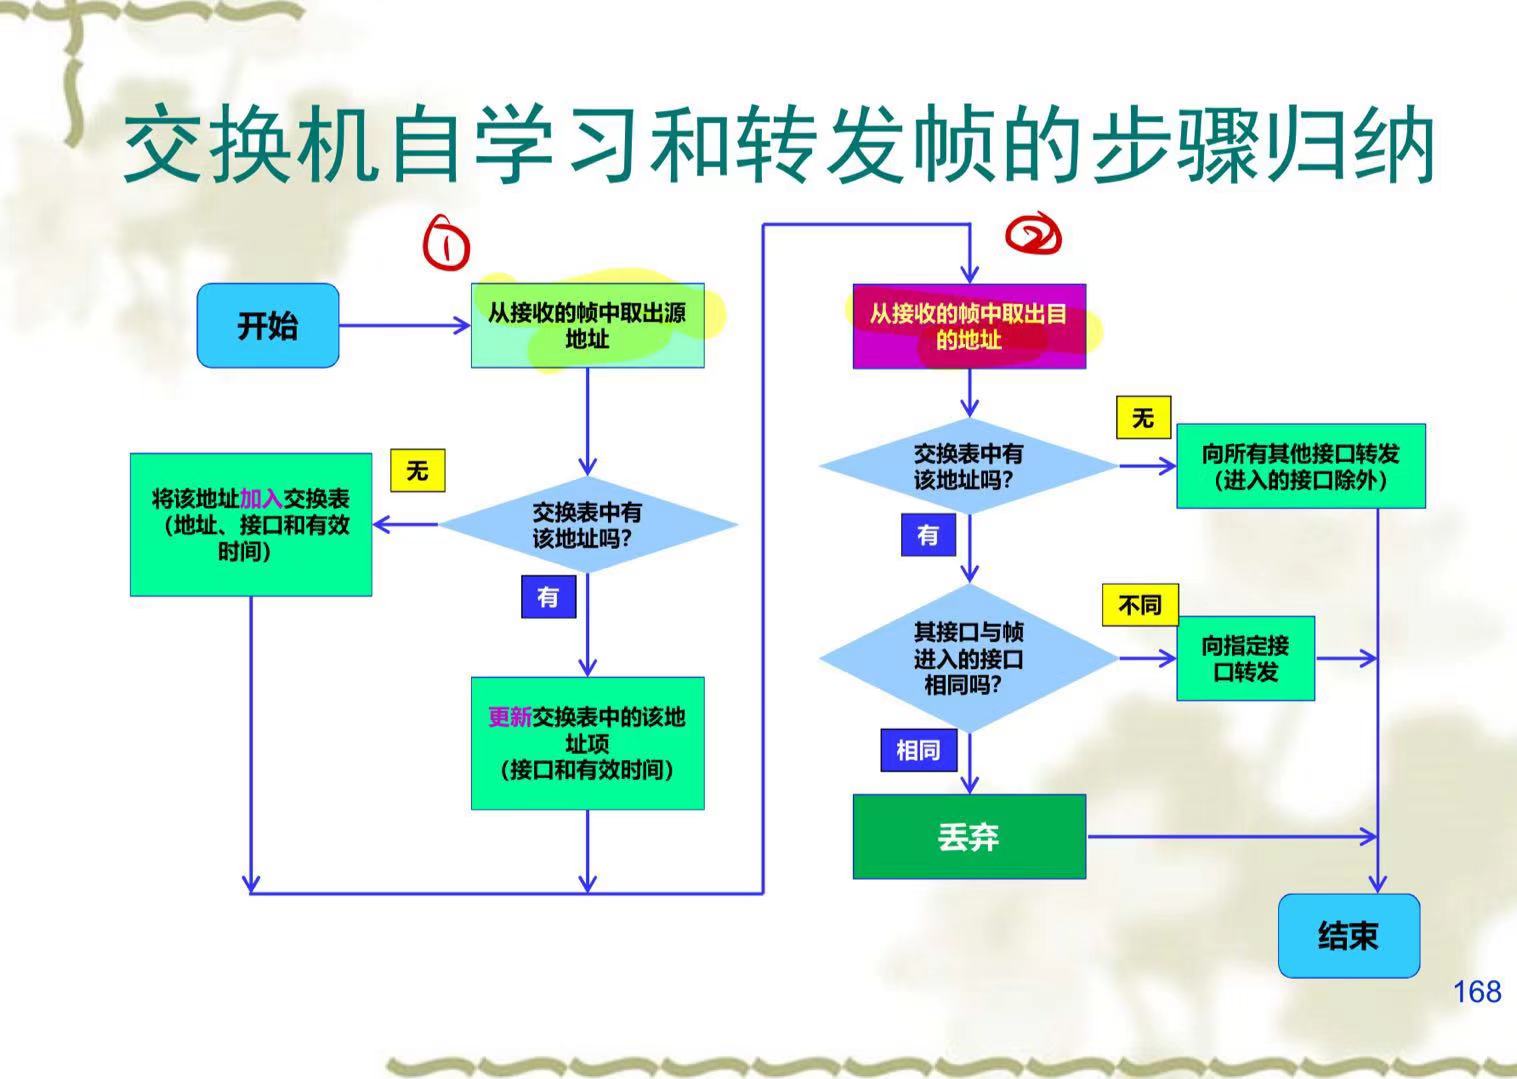 交换机自学习和转发帧的步骤归纳
①
②
开始
从接收的帧中取出源
地址
无
交换表中有
该地址吗？
将该地址加入交换表
（地址、接口和有效
时间）
有
更新交换表中的该地
址项
（接口和有效时间）
从接收的帧中取出目
的地址
无
交换表中有
该地址吗？
向所有其他接口转发
（进入的接口除外）
有
不同
其接口与帧
进入的接口
相同吗？
向指定接
口转发
相同
丢弃
结束
168